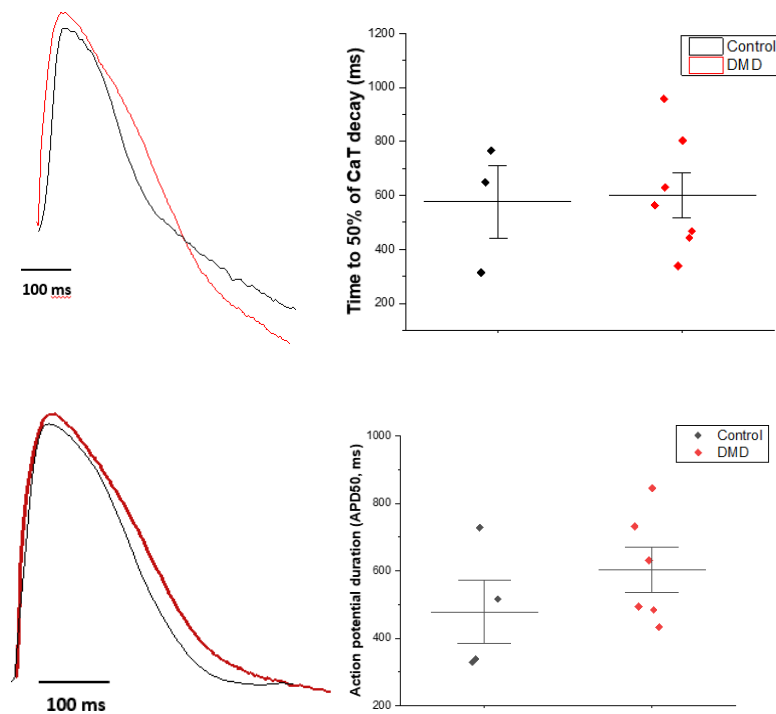 100 ms
Time to 50% of CaT decay (ms)
1200
1000
800
600
400
200
Control
DMD
100 ms
Action potential duration (APD50, ms)
1000
800
600
400
200
Control
DMD